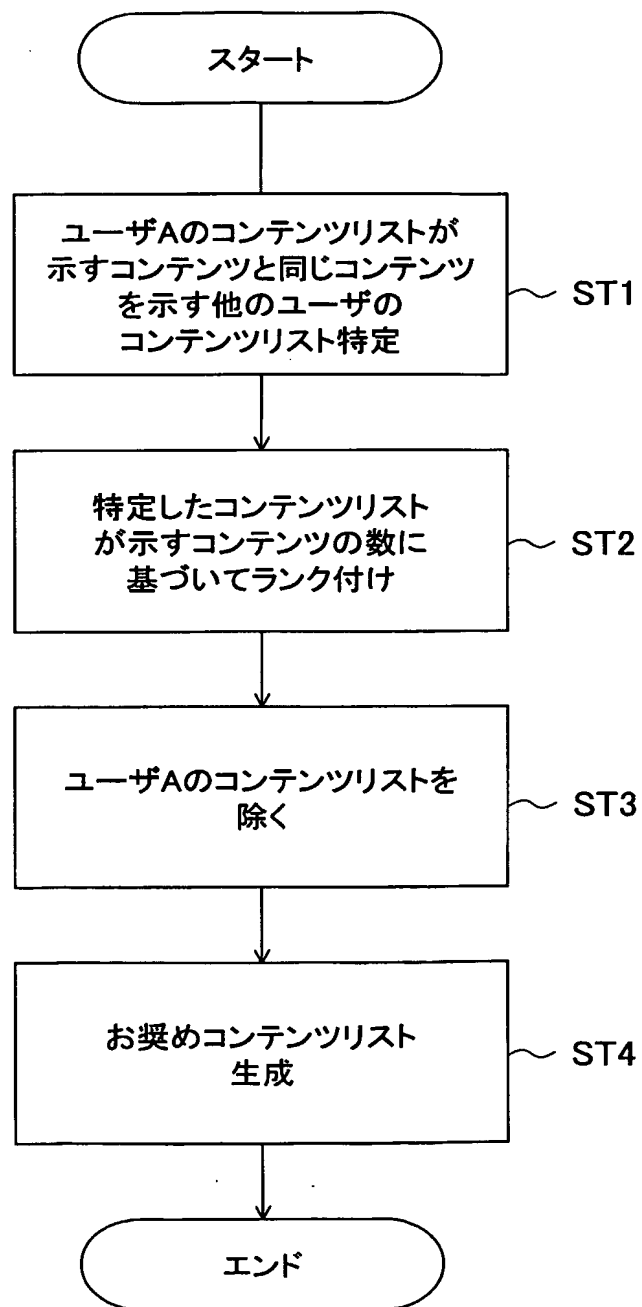 スタート
ユーザAのコンテンツリストが
示すコンテンツと同じコンテンツ
を示す他のユーザの
コンテンツリスト特定
ST1
特定したコンテンツリスト
が示すコンテンツの数に
基づいてランク付け
ST2
ユーザAのコンテンツリストを
除く
ST3
お奨めコンテンツリスト
生成
ST4
エンド